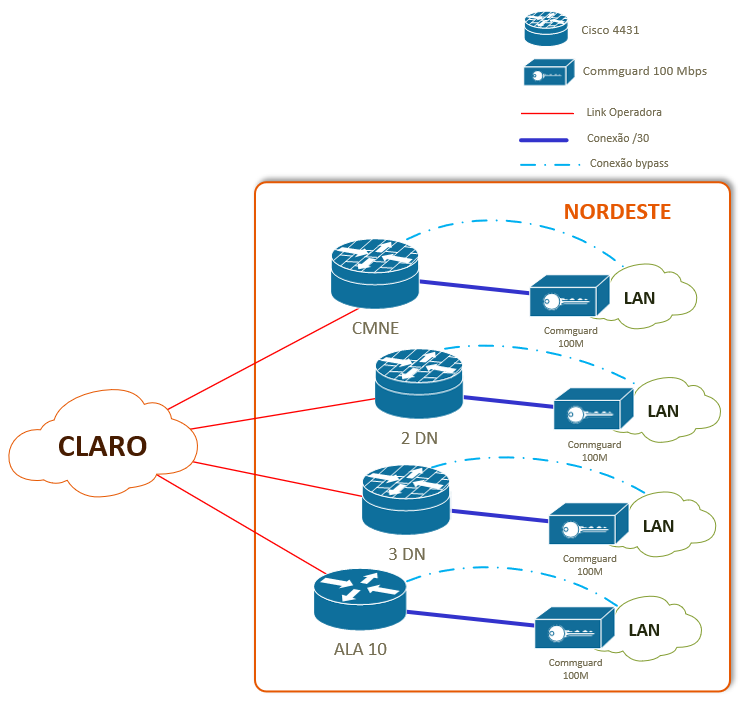 Cisco 4431
Commguard 100 Mbps
Link Operadora
Conexão /30
Conexão bypass
NORDESTE
LAN
CMNE
Commguard
100M
LAN
2 DN
Commguard
100M
CLARO
LAN
3 DN
Commguard
100M
LAN
ALA 10
Commguard
100M